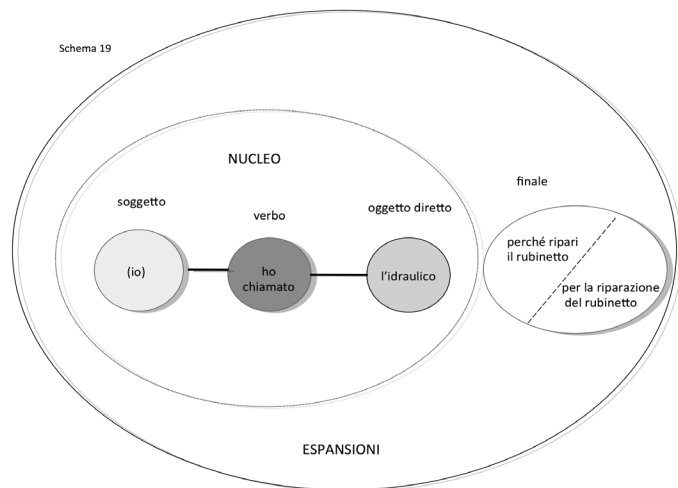 Schema 19
NUCLEO
soggetto
verbo
oggetto diretto
finale
(io)
ho
chiamato
l’idraulico
perché ripari
il rubinetto
per la riparazione
del rubinetto
ESPANSIONI